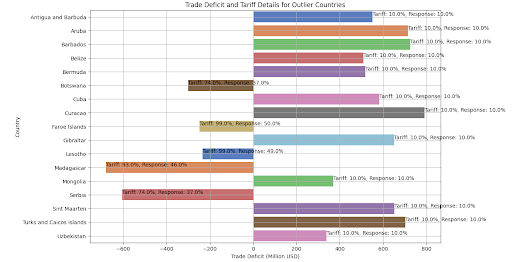 Trade Deficit and Tariff Details for Outlier Countries
Antigua and Barbuda
Tariff: 10.0%, Response: 10.0%
Aruba
Tariff: 10.0%, Response: 10.0%
Barbados
Tariff: 10.0%, Response: 10.0%
Belize
Tariff: 10.0%, Response: 10.0%
Bermuda
Tariff: 10.0%, Response: 10.0%
Botswana
Tariff: 74.0%, Response: 37.0%
Cuba
Tariff: 10.0%, Response: 10.0%
Curacao
Tariff: 10.0%, Response: 10.0%
Faroe Islands
Tariff: 99.0%, Response: 50.0%
Gibraltar
Tariff: 10.0%, Response: 10.0%
Lesotho
Tariff: 99.0%, Response: 49.0%
Madagascar
Tariff: 93.0%, Response: 46.0%
Mongolia
Tariff: 10.0%, Response: 10.0%
Serbia
Tariff: 74.0%, Response: 37.0%
Sint Maarten
Tariff: 10.0%, Response: 10.0%
Turks and Caicos Islands
Tariff: 10.0%, Response: 10.0%
Uzbekistan
Tariff: 10.0%, Response: 10.0%
Country
−600 −400 −200 0 200 400 600 800
Trade Deficit (Million USD)